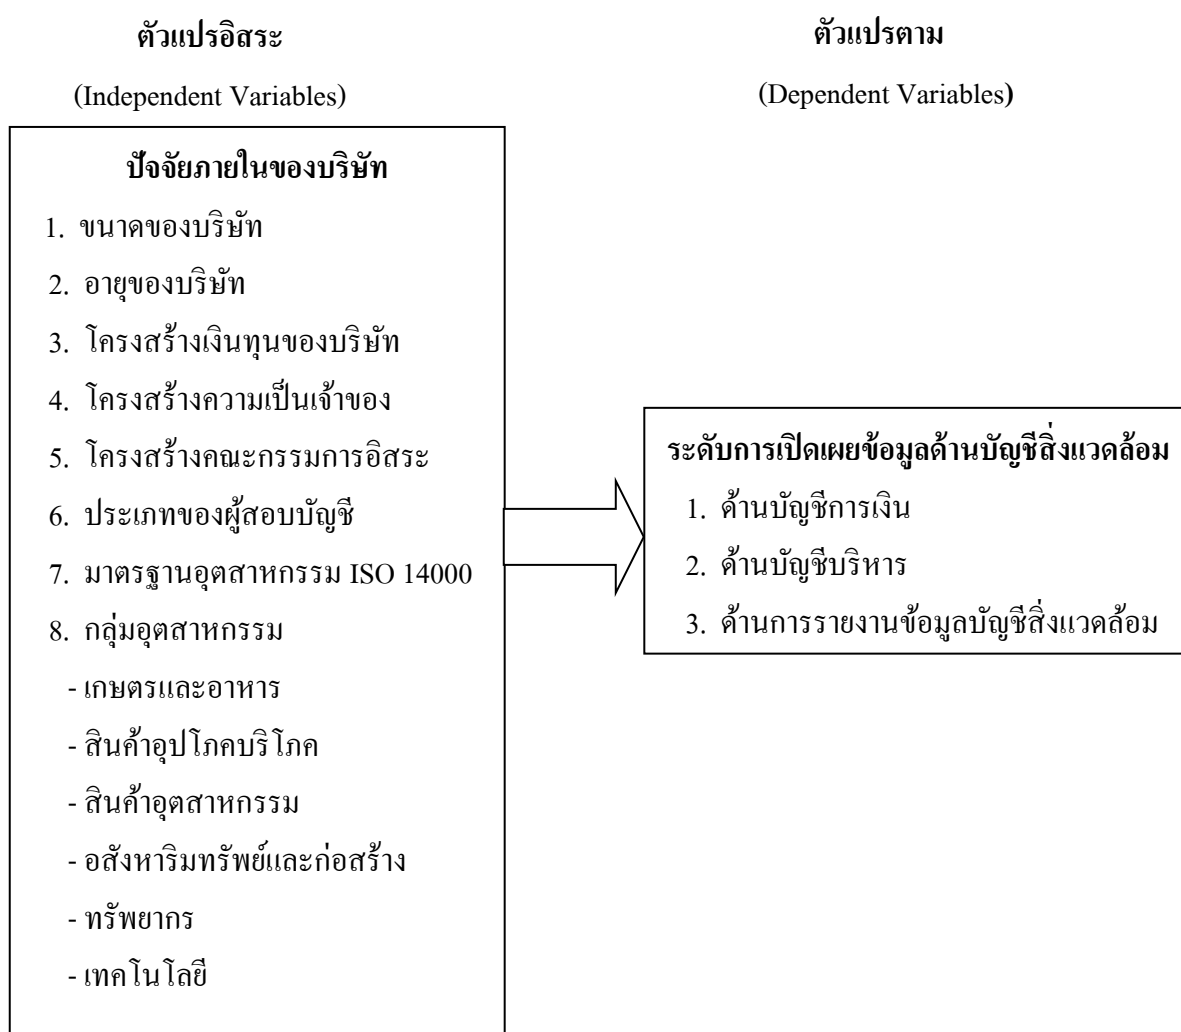 ตัวแปรอิสระ
(Independent Variables)
ปัจจัยภายในของบริษัท
1. ขนาดของบริษัท
2. อายุของบริษัท
3. โครงสร้างเงินทุนของบริษัท
4. โครงสร้างความเป็นเจ้าของ
5. โครงสร้างคณะกรรมการอิสระ
6. ประเภทของผู้สอบบัญชี
7. มาตรฐานอุตสาหกรรม ISO 14000
8. กลุ่มอุตสาหกรรม
- เกษตรและอาหาร
- สินค้าอุปโภคบริโภค
- สินค้าอุตสาหกรรม
- อสังหาริมทรัพย์และก่อสร้าง
- ทรัพยากร
- เทคโนโลยี
ตัวแปรตาม
(Dependent Variables)
ระดับการเปิดเผยข้อมูลด้านบัญชีสิ่งแวดล้อม
1. ด้านบัญชีการเงิน
2. ด้านบัญชีบริหาร
3. ด้านการรายงานข้อมูลบัญชีสิ่งแวดล้อม